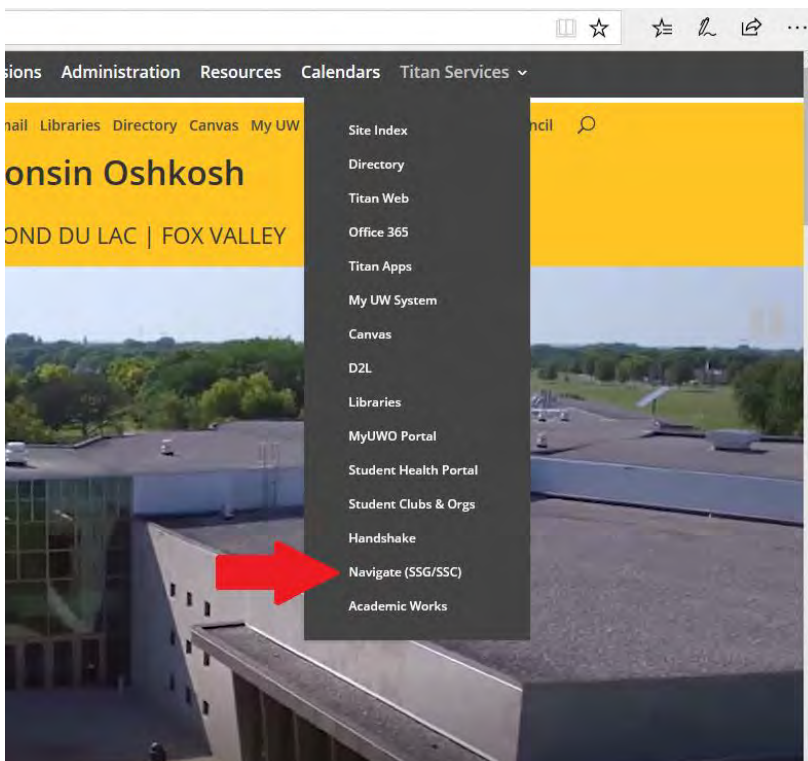 sions Administration Resources Calendars Titan Services
nail Libraries Directory Canvas My UW ncil
onsin Oshkosh
OND DU LAC | FOX VALLEY
Site Index
Directory
Titan Web
Office 365
Titan Apps
My UW System
Canvas
D2L
Libraries
MyUWO Portal
Student Health Portal
Student Clubs & Orgs
Handshake
Navigate (SSG/SSC)
Academic Works